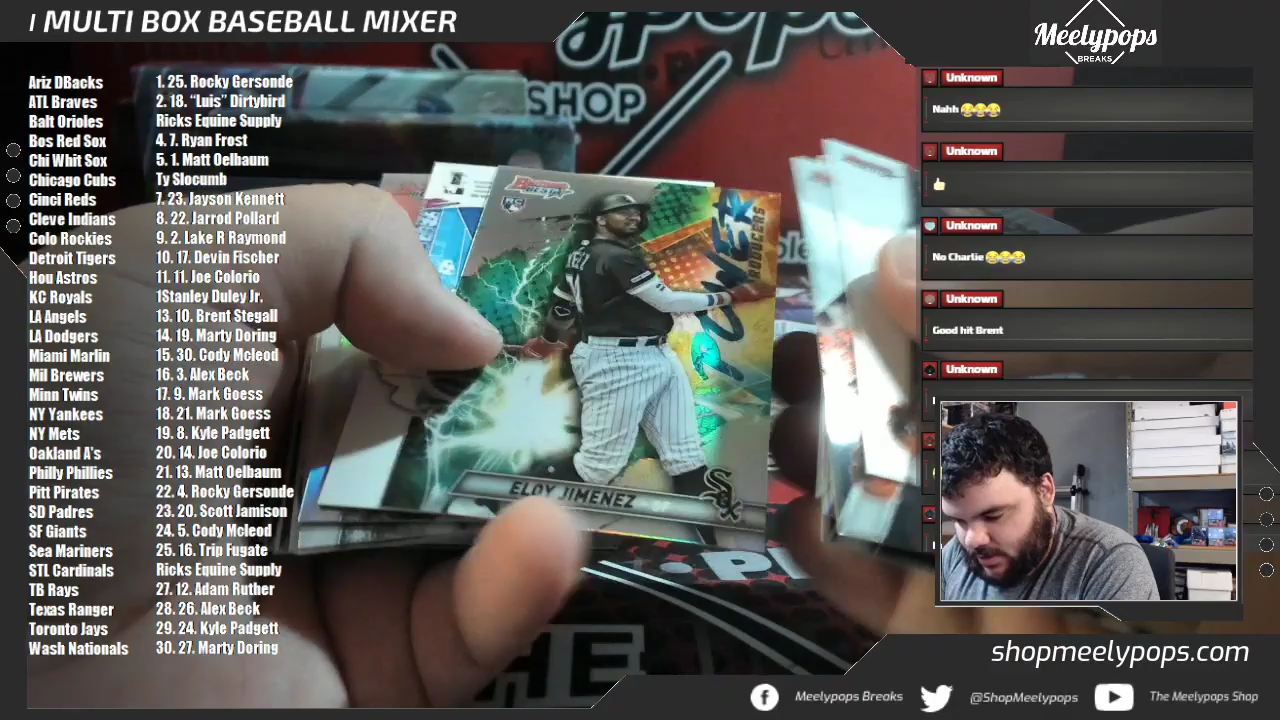 MULTI BOX BASEBALL MIXER
Meelypops
BREAKS
Ariz DBacks 1. 25. Rocky Gersonde
ATL Braves 2. 18. "Luis" Dirtybird
Balt Orioles Ricks Equine Supply
Bos Red Sox 4. 7. Ryan Frost
Chi Whit Sox 5. 1. Matt Oelbaum
Chicago Cubs Ty Slocumb
Cinci Reds 7. 23. Jayson Kennett
Cleve Indians 8. 22. Jarrod Pollard
Colo Rockies 9. 2. Lake R Raymond
Detroit Tigers 10. 17. Devin Fischer
Hou Astros 11. 11. Joe Colorio
KC Royals 1Stanley Duley Jr.
LA Angels 13. 10. Brent Stegall
LA Dodgers 14. 19. Marty Doring
Miami Marlin 15. 30. Cody Mcleod
Mil Brewers 16. 3. Alex Beck
Minn Twins 17. 9. Mark Goess
NY Yankees 18. 21. Mark Goess
NY Mets 19. 8. Kyle Padgett
Oakland A's 20. 14. Joe Colorio
Philly Phillies 21. 13. Matt Oelbaum
Pitt Pirates 22. 4. Rocky Gersonde
SD Padres 23. 20. Scott Jamison
SF Giants 24. 5. Cody Mcleod
Sea Mariners 25. 16. Trip Fugate
STL Cardinals Ricks Equine Supply
TB Rays 27. 12. Adam Ruther
Texas Ranger 28. 26. Alex Beck
Toronto Jays 29. 24. Kyle Padgett
Wash Nationals 30. 27. Marty Doring
SHOP
POWER
PRODUCERS
ELOY JIMENEZ
Sox
Unknown
Nahh 😂😂😂
Unknown
👍
Unknown
No Charlie 😂😂😂
Unknown
Good hit Brent
Unknown
shopmeelypops.com
Meelypops Breaks
@ShopMeelypops
The Meelypops Shop